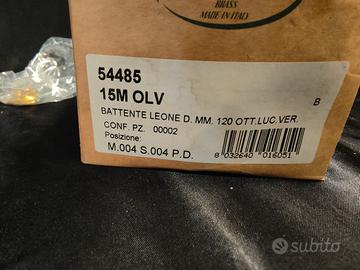 BRASS
MADE IN ITALY
54485
15M OLV
BATTENTE LEONE D. MM. 120 OTT.LUC.VER.
B
CONF. PZ. 00002
Posizione:
M.004 S.004 P.D.
8 032640 016051
subito